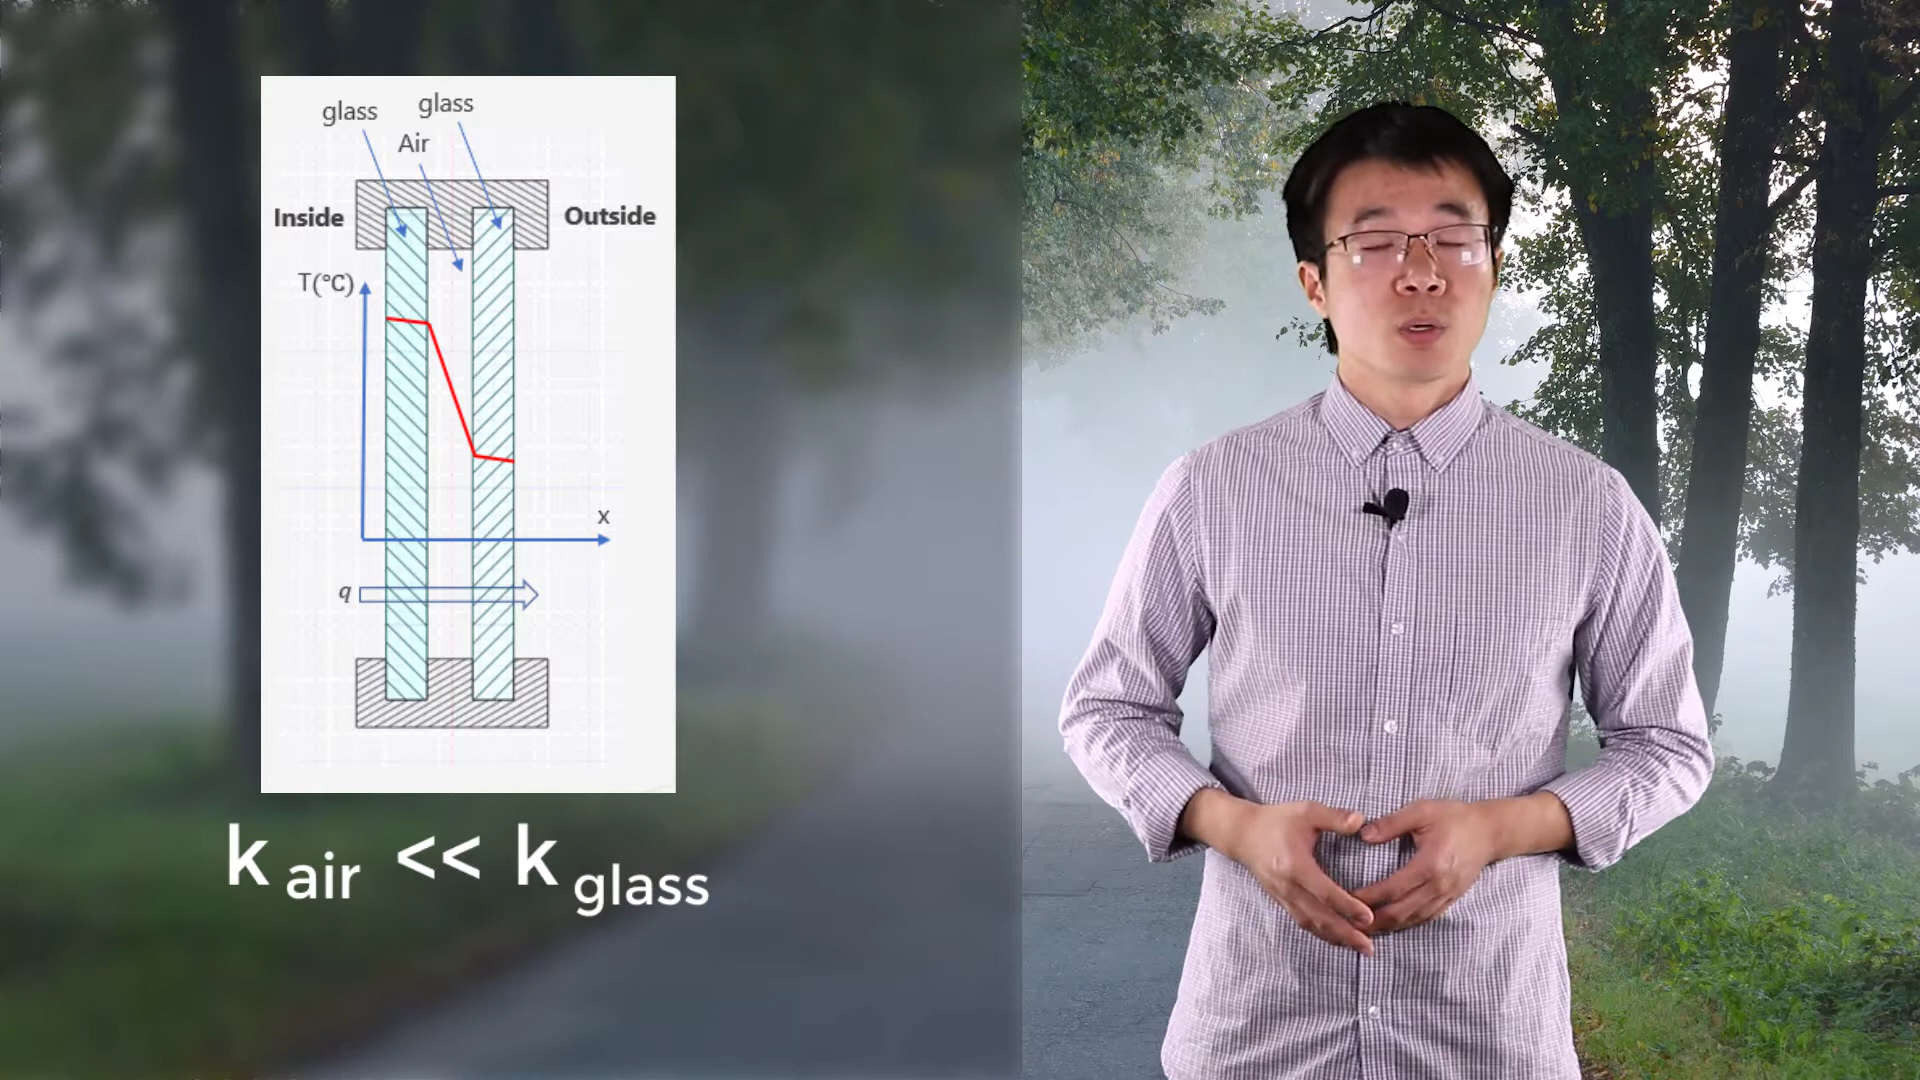 glass
glass
Air
Inside
Outside
T(°C)
x
q
k air << k glass